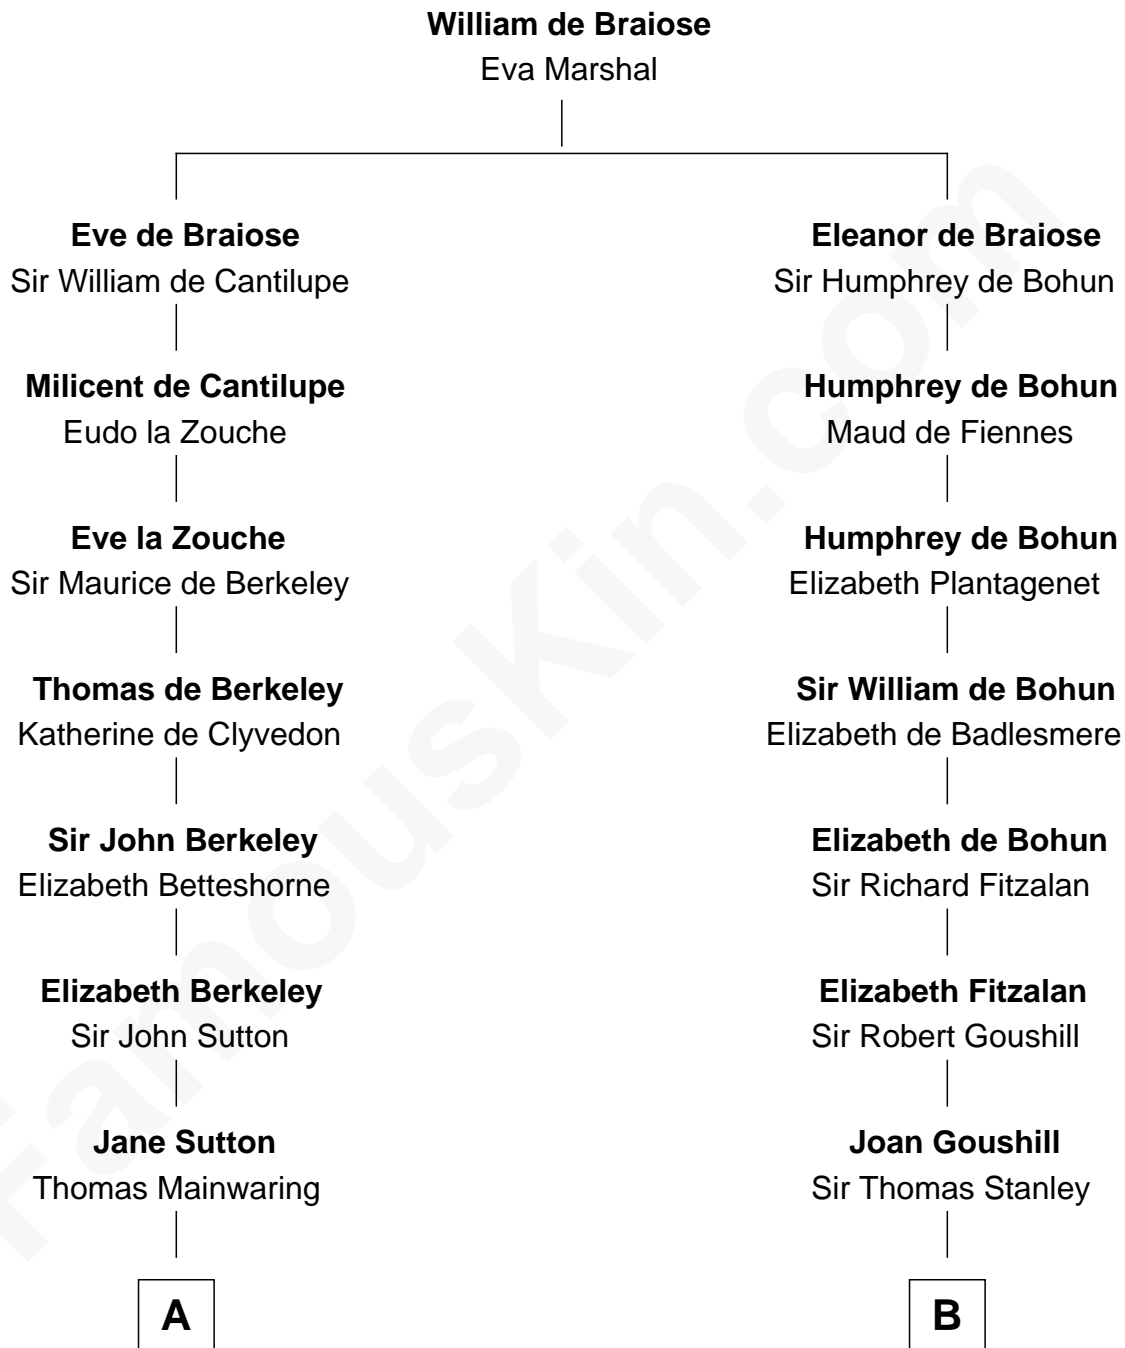 William de Braiose
Eva Marshal
Eve de Braiose
Sir William de Cantilupe
Eleanor de Braiose
Sir Humphrey de Bohun
Milicent de Cantilupe
Eudo la Zouche
Humphrey de Bohun
Maud de Fiennes
Eve la Zouche
Sir Maurice de Berkeley
Humphrey de Bohun
Elizabeth Plantagenet
Thomas de Berkeley
Katherine de Clyvedon
Sir William de Bohun
Elizabeth de Badlesmere
Sir John Berkeley
Elizabeth Betteshorne
Elizabeth de Bohun
Sir Richard Fitzalan
Elizabeth Berkeley
Sir John Sutton
Elizabeth Fitzalan
Sir Robert Goushill
Jane Sutton
Thomas Mainwaring
Joan Goushill
Sir Thomas Stanley
A
B
FamousKin.com